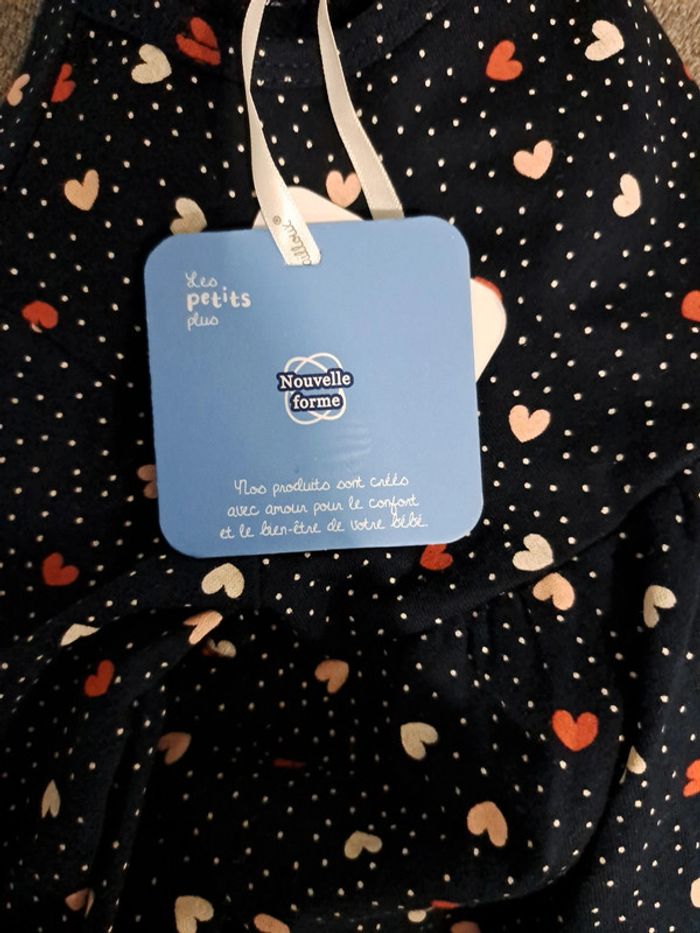 Les
petits
plus
Nouvelle
forme
Nos produits sont créés
avec amour pour le confort
et le bien-être de votre bébé.